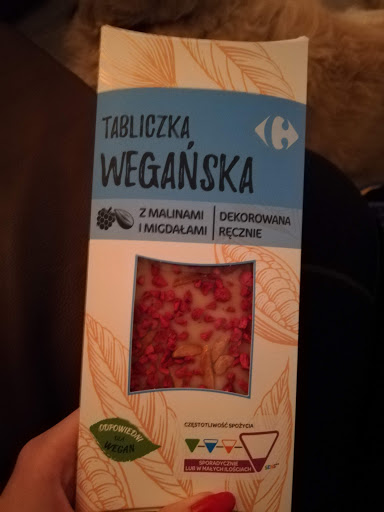 TABLICZKA
WEGAŃSKA
Z MALINAMI
I MIGDAŁAMI
DEKOROWANA
RĘCZNIE
ODPOWIEDNI
DLA
WEGAN
CZĘSTOTLIWOŚĆ SPOŻYCIA
SPORADYCZNIE
LUB W MAŁYCH ILOŚCIACH